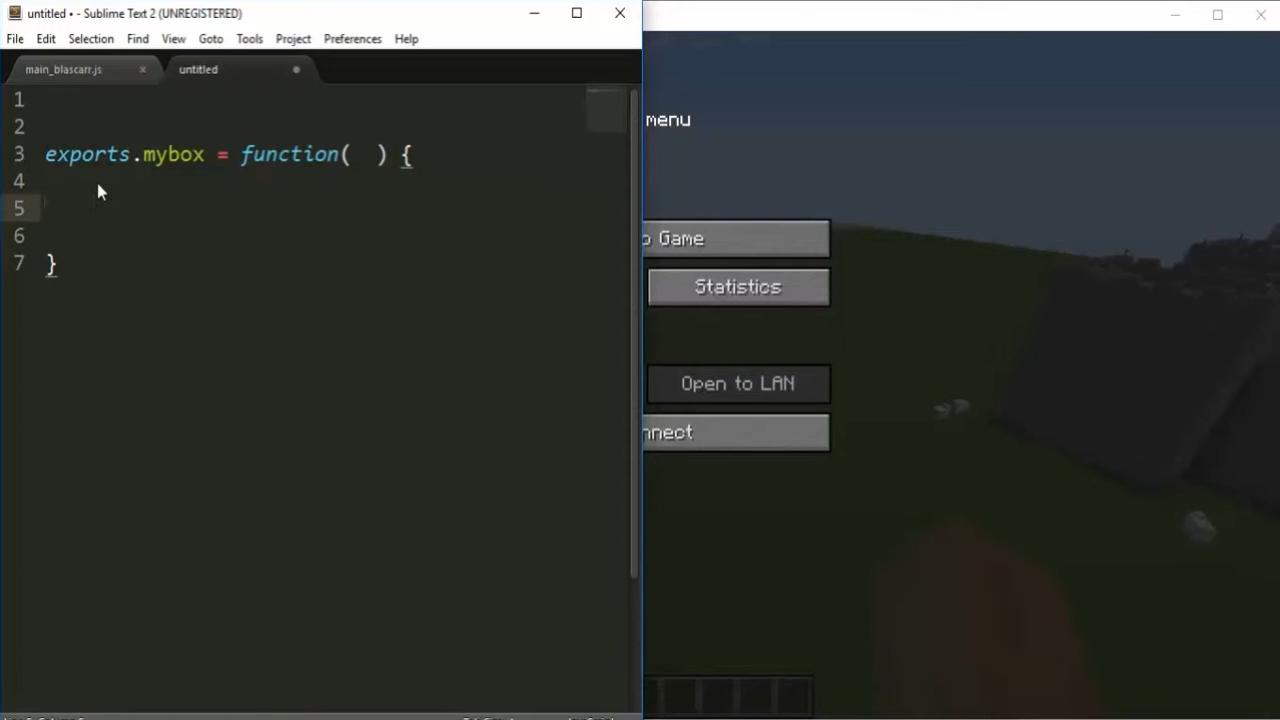 untitled • - Sublime Text 2 (UNREGISTERED)
File Edit Selection Find View Goto Tools Project Preferences Help
main_blascarr.js × untitled
1
2
3 exports.mybox = function(  ) {
4
5
6
7 }
menu
o Game
Statistics
Open to LAN
nnect